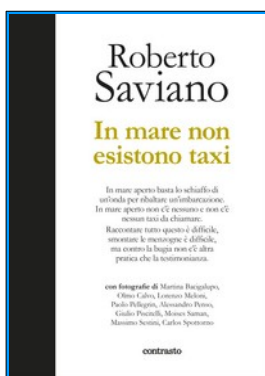 Roberto
Saviano
In mare non
esistono taxi
In mare aperto basta lo schiaffo di
un'onda per ribaltare un'imbarcazione.
In mare aperto non c'è nessuno e non c'è
nessun taxi da chiamare.
Raccontare tutto questo è difficile,
smontare le menzogne è difficile,
ma contro la bugia non c'è altra
pratica che la testimonianza.
con fotografie di Martina Bacigalupo,
Olmo Calvo, Lorenzo Meloni,
Paolo Pellegrin, Alessandro Penso,
Giulio Piscitelli, Moises Saman,
Massimo Sestini, Carlos Spottorno
contrasto